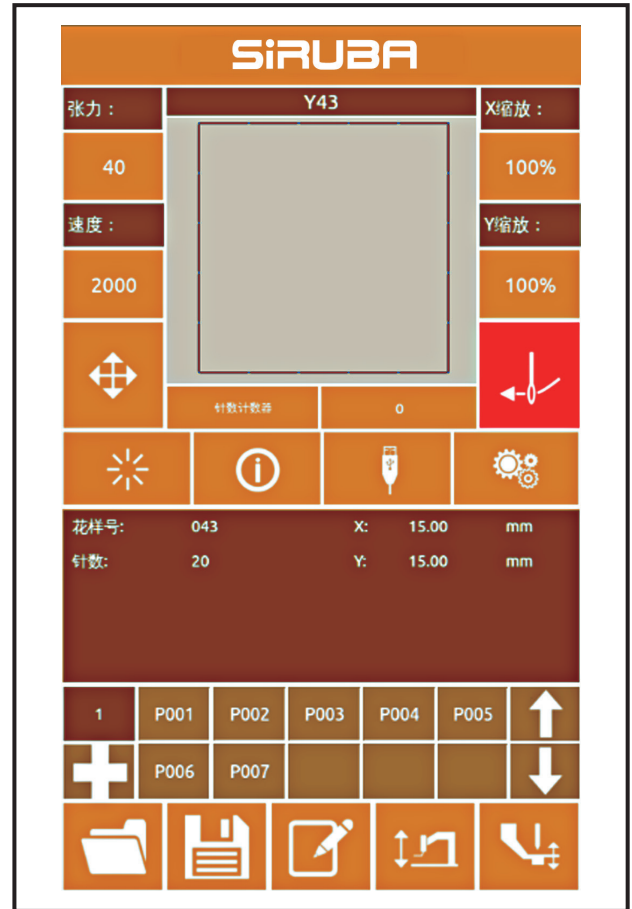 SiRUBA
张力：
Y43
X缩放：
40
100%
速度：
Y缩放：
2000
100%
针数计数器
0
花样号: 043 X: 15.00 mm
针数: 20 Y: 15.00 mm
1 P001 P002 P003 P004 P005
P006 P007